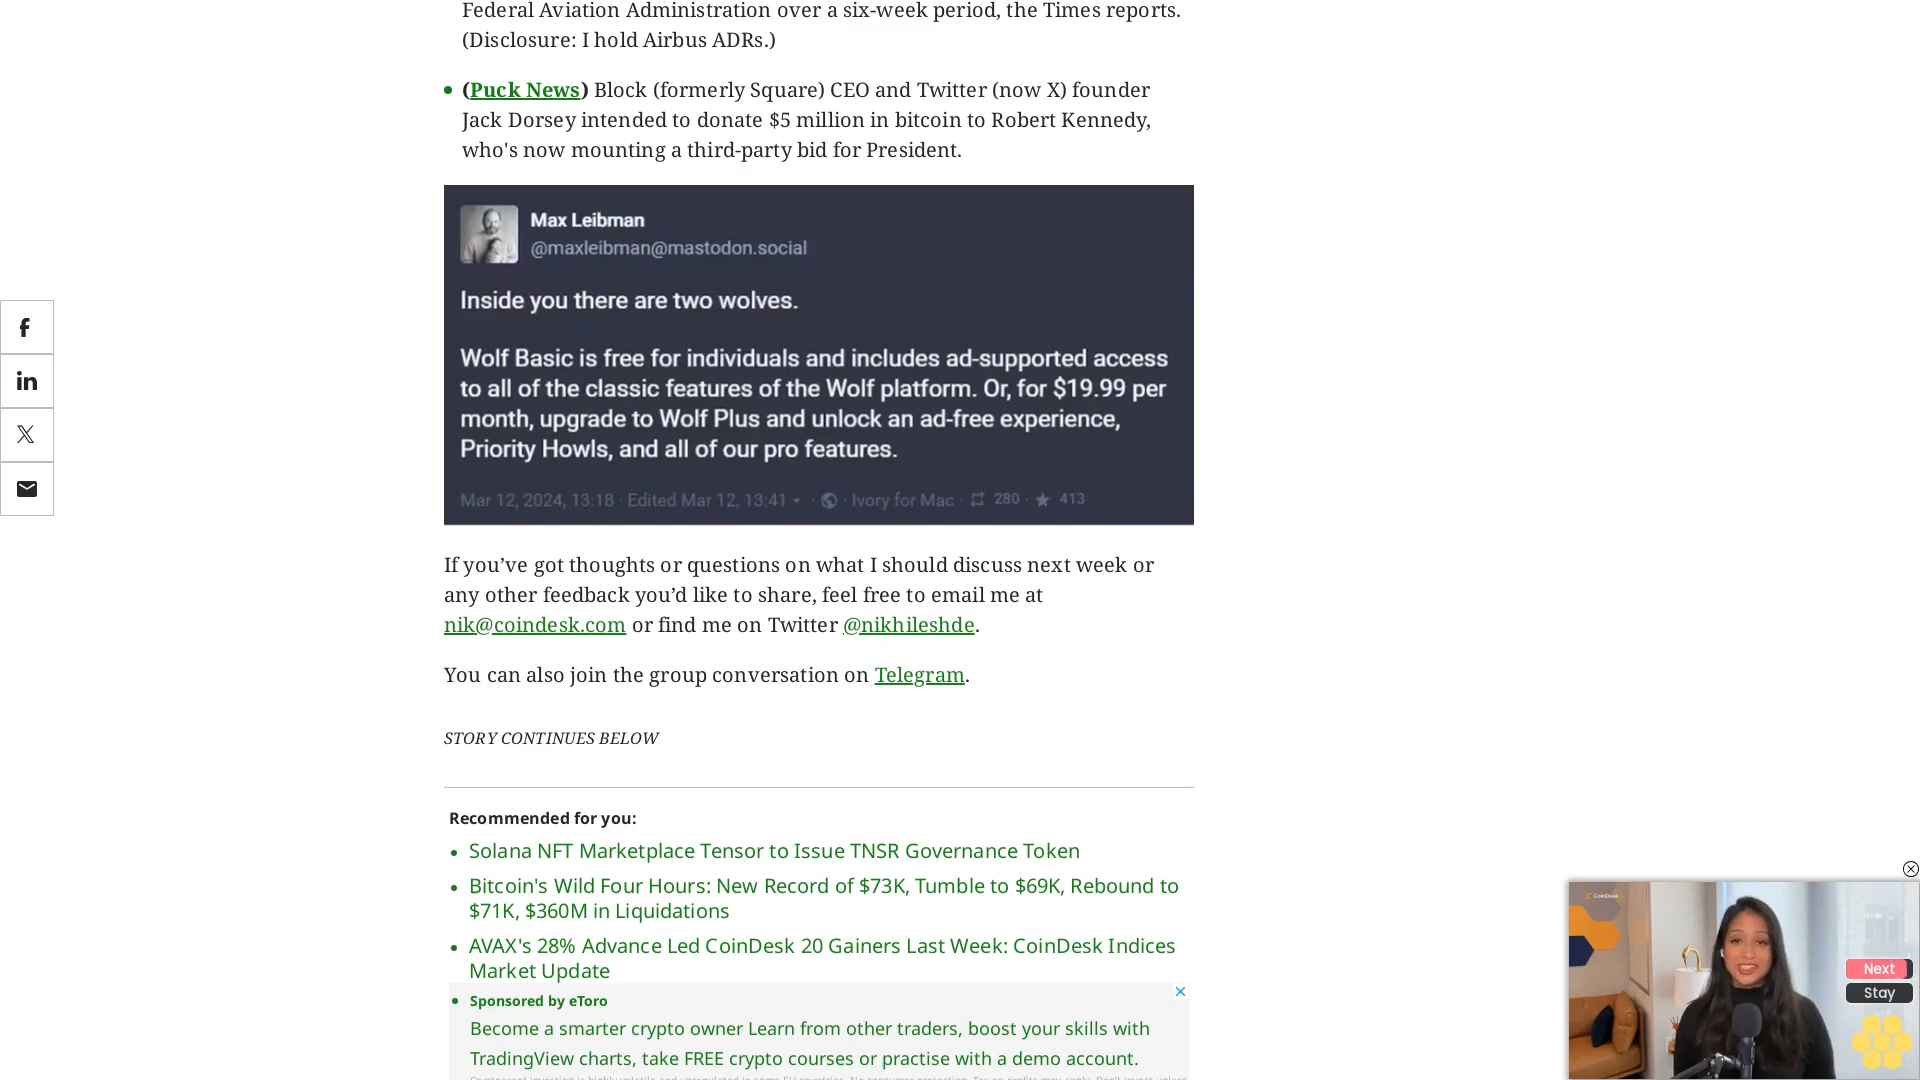 Federal Aviation Administration over a six-week period, the Times reports.
(Disclosure: I hold Airbus ADRs.)
(Puck News) Block (formerly Square) CEO and Twitter (now X) founder
Jack Dorsey intended to donate $5 million in bitcoin to Robert Kennedy,
who's now mounting a third-party bid for President.
Max Leibman
@maxleibman@mastodon.social
Inside you there are two wolves.
Wolf Basic is free for individuals and includes ad-supported access
to all of the classic features of the Wolf platform. Or, for $19.99 per
month, upgrade to Wolf Plus and unlock an ad-free experience,
Priority Howls, and all of our pro features.
Mar 12, 2024, 13:18 · Edited Mar 12, 13:41 · Ivory for Mac · 280 · 413
If you’ve got thoughts or questions on what I should discuss next week or
any other feedback you’d like to share, feel free to email me at
nik@coindesk.com or find me on Twitter @nikhileshde.
You can also join the group conversation on Telegram.
STORY CONTINUES BELOW
Recommended for you:
Solana NFT Marketplace Tensor to Issue TNSR Governance Token
Bitcoin's Wild Four Hours: New Record of $73K, Tumble to $69K, Rebound to
$71K, $360M in Liquidations
AVAX's 28% Advance Led CoinDesk 20 Gainers Last Week: CoinDesk Indices
Market Update
Sponsored by eToro
Become a smarter crypto owner Learn from other traders, boost your skills with
TradingView charts, take FREE crypto courses or practise with a demo account.
CoinDesk
Next
Stay